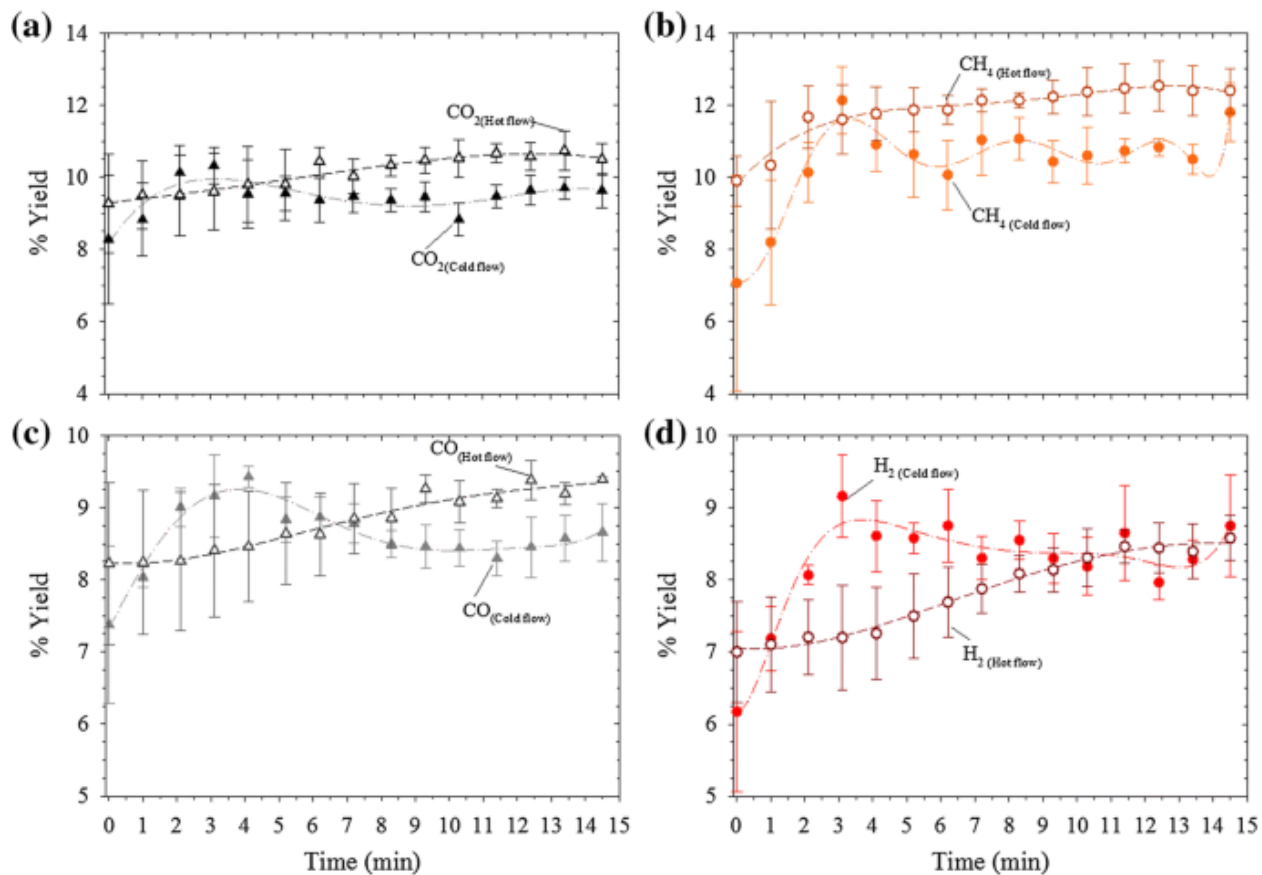 (a)
14
12
10
8
6
4
% Yield
CO2(Hot flow)
CO2(Cold flow)
(b)
14
12
10
8
6
4
% Yield
CH4 (Hot flow)
CH4 (Cold flow)
(c)
10
9
8
7
6
5
% Yield
CO(Hot flow)
CO(Cold flow)
0 1 2 3 4 5 6 7 8 9 10 11 12 13 14 15
Time (min)
(d)
10
9
8
7
6
5
% Yield
H2 (Cold flow)
H2 (Hot flow)
0 1 2 3 4 5 6 7 8 9 10 11 12 13 14 15
Time (min)